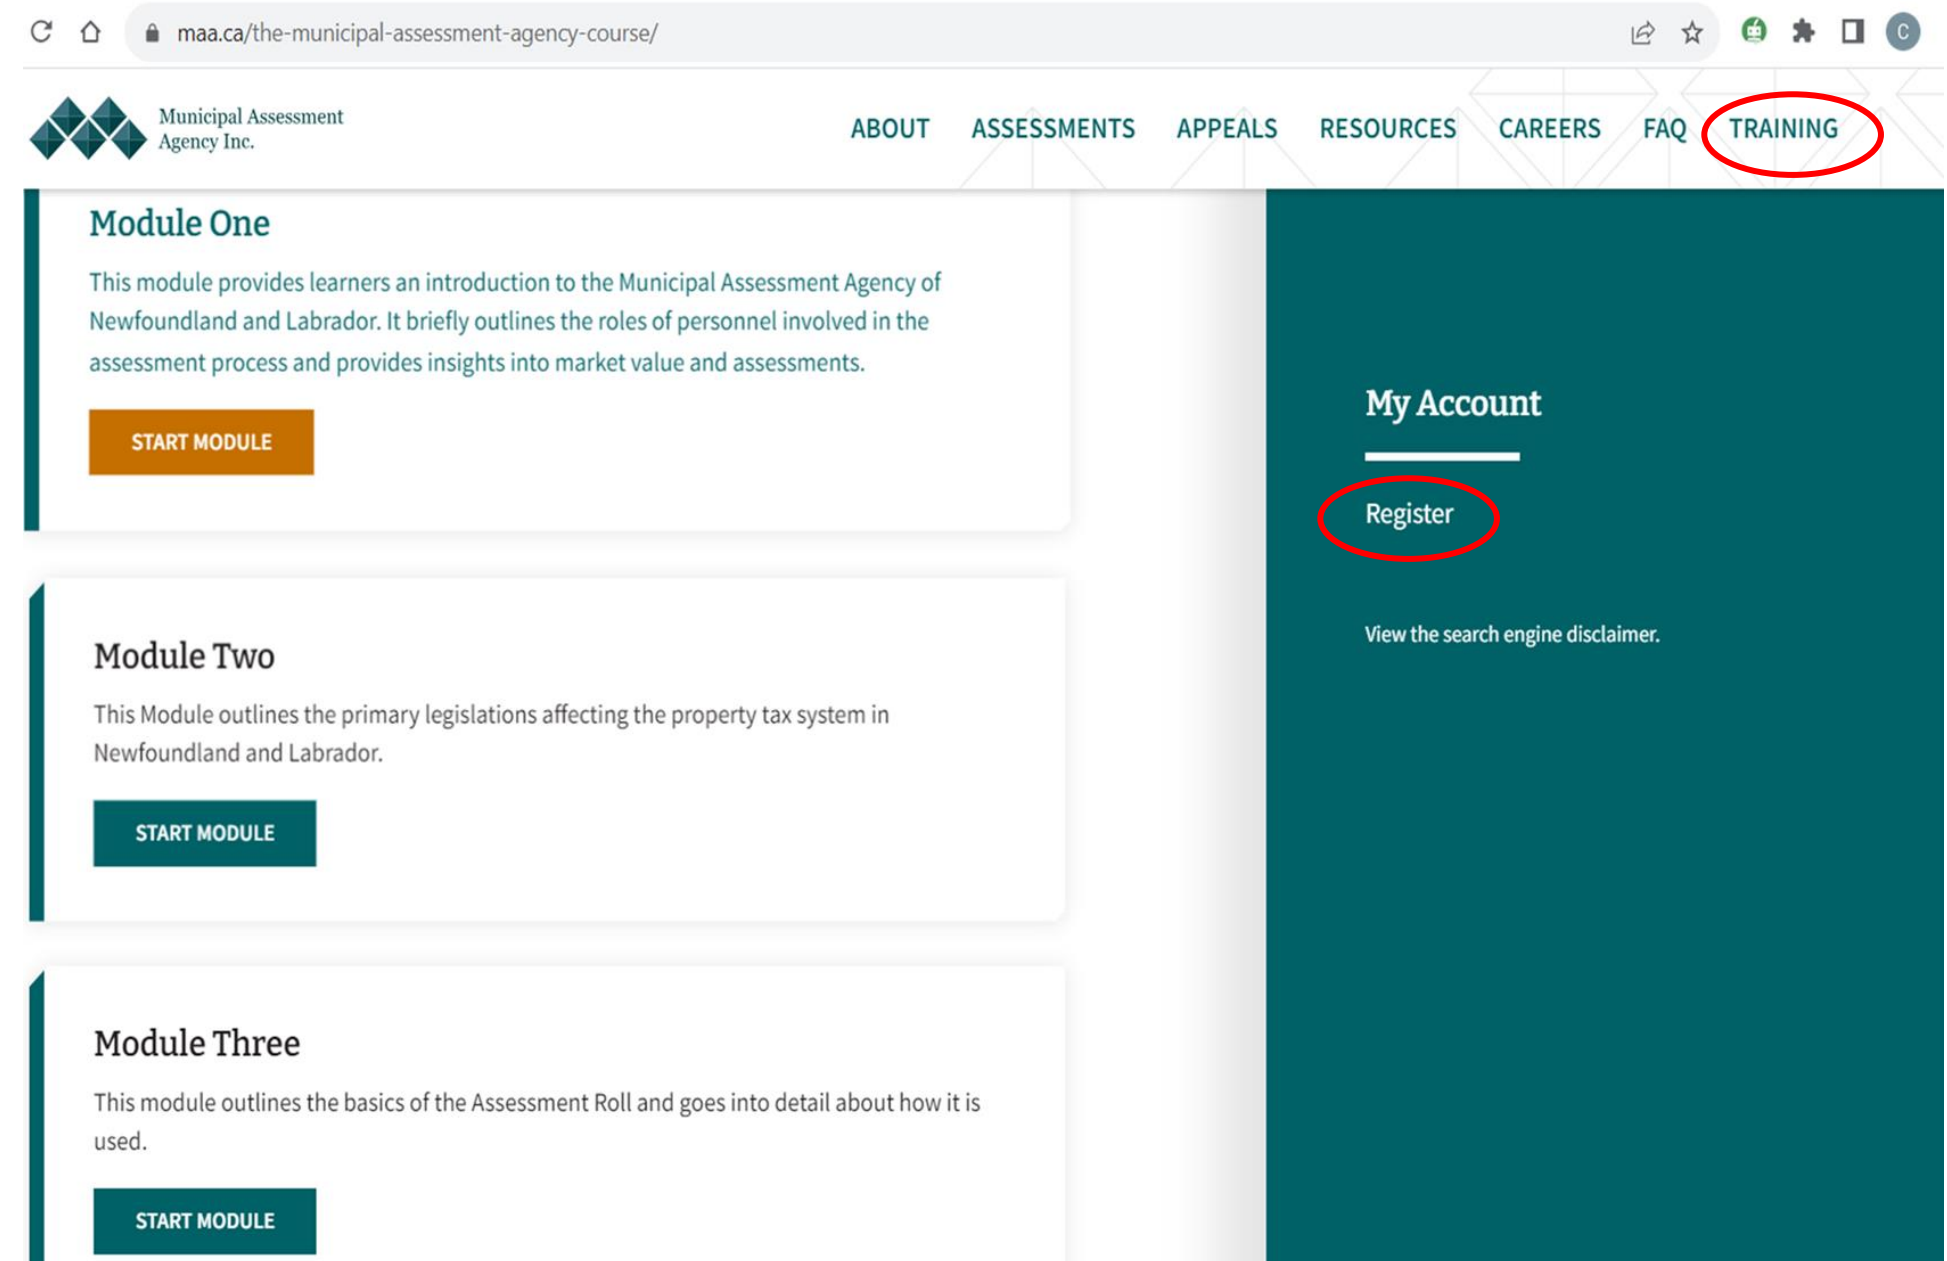 maa.ca/the-municipal-assessment-agency-course/
C
Municipal Assessment
Agency Inc.
ABOUT ASSESSMENTS APPEALS RESOURCES CAREERS FAQ TRAINING
Module One
This module provides learners an introduction to the Municipal Assessment Agency of
Newfoundland and Labrador. It briefly outlines the roles of personnel involved in the
assessment process and provides insights into market value and assessments.
START MODULE
Module Two
This Module outlines the primary legislations affecting the property tax system in
Newfoundland and Labrador.
START MODULE
Module Three
This module outlines the basics of the Assessment Roll and goes into detail about how it is
used.
START MODULE
My Account
Register
View the search engine disclaimer.